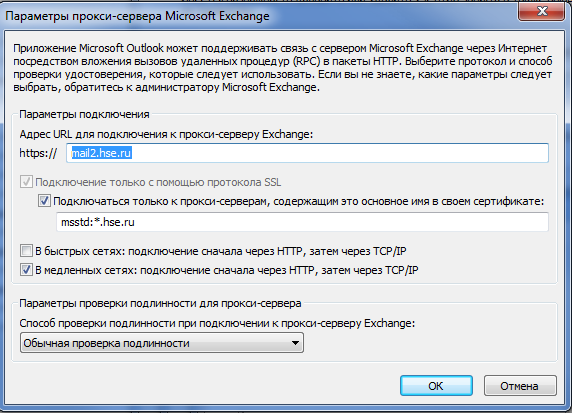 Параметры прокси-сервера Microsoft Exchange
Приложение Microsoft Outlook может поддерживать связь с сервером Microsoft Exchange через Интернет
посредством вложения вызовов удаленных процедур (RPC) в пакеты HTTP. Выберите протокол и способ
проверки удостоверения, которые следует использовать. Если вы не знаете, какие параметры следует
выбрать, обратитесь к администратору Microsoft Exchange.
Параметры подключения
Адрес URL для подключения к прокси-серверу Exchange:
https:// mail2.hse.ru
Подключение только с помощью протокола SSL
Подключаться только к прокси-серверам, содержащим это основное имя в своем сертификате:
msstd:*.hse.ru
В быстрых сетях: подключение сначала через HTTP, затем через TCP/IP
В медленных сетях: подключение сначала через HTTP, затем через TCP/IP
Параметры проверки подлинности для прокси-сервера
Способ проверки подлинности при подключении к прокси-серверу Exchange:
Обычная проверка подлинности
ОК Отмена